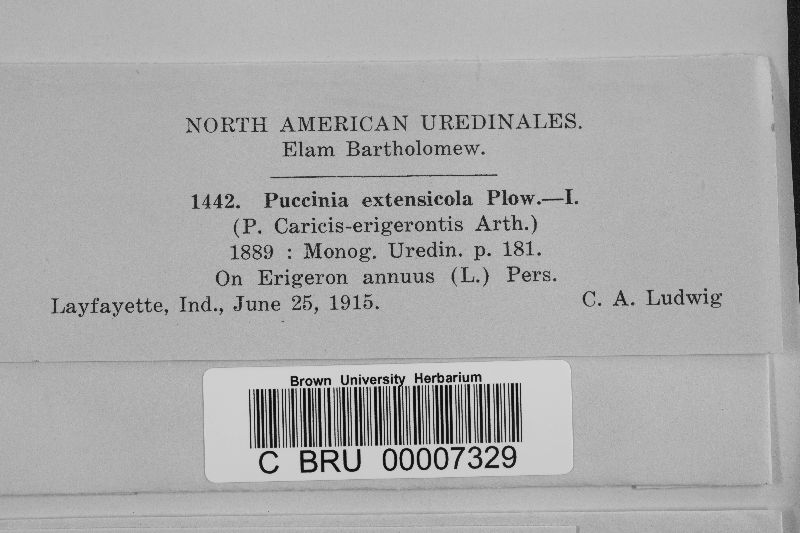 NORTH AMERICAN UREDINALES.
Elam Bartholomew.
1442. Puccinia extensicola Plow.—I.
(P. Caricis-erigerontis Arth.)
1889 : Monog. Uredin. p. 181.
On Erigeron annuus (L.) Pers.
Layfayette, Ind., June 25, 1915. C. A. Ludwig
Brown University Herbarium
C BRU 00007329